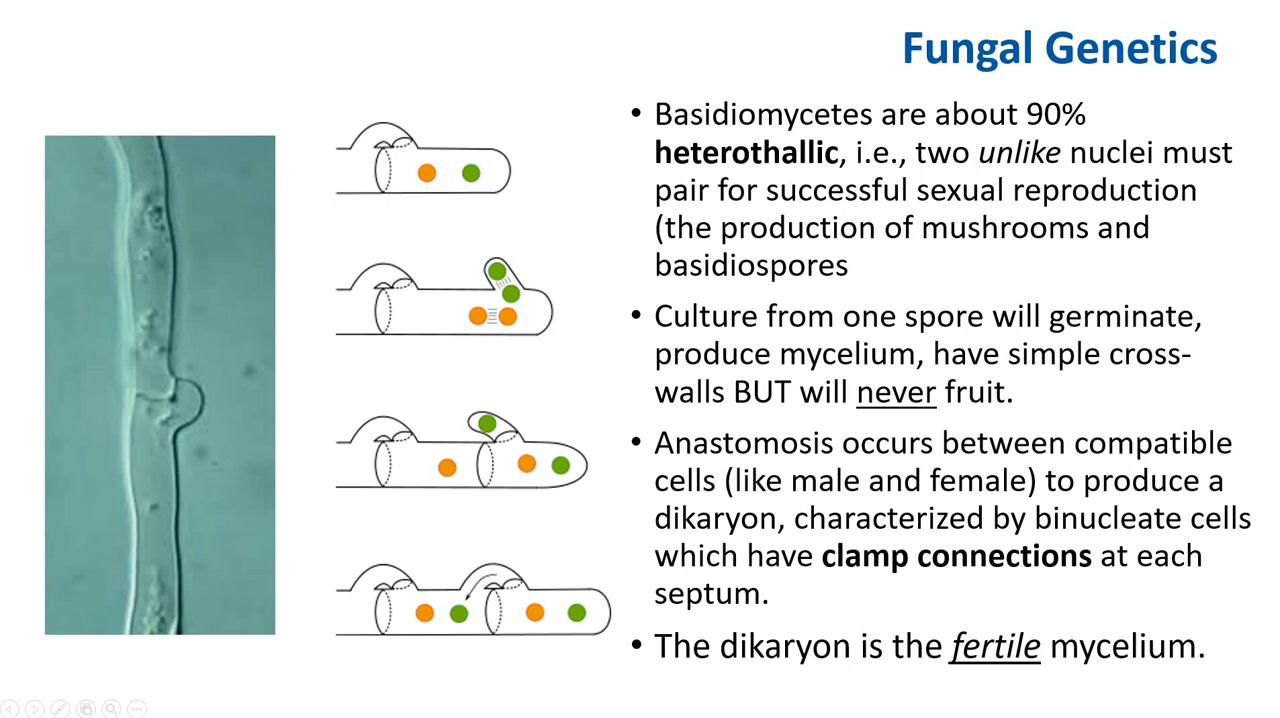 Fungal Genetics
• Basidiomycetes are about 90%
heterothallic, i.e., two unlike nuclei must
pair for successful sexual reproduction
(the production of mushrooms and
basidiospores
• Culture from one spore will germinate,
produce mycelium, have simple cross-
walls BUT will never fruit.
• Anastomosis occurs between compatible
cells (like male and female) to produce a
dikaryon, characterized by binucleate cells
which have clamp connections at each
septum.
• The dikaryon is the fertile mycelium.